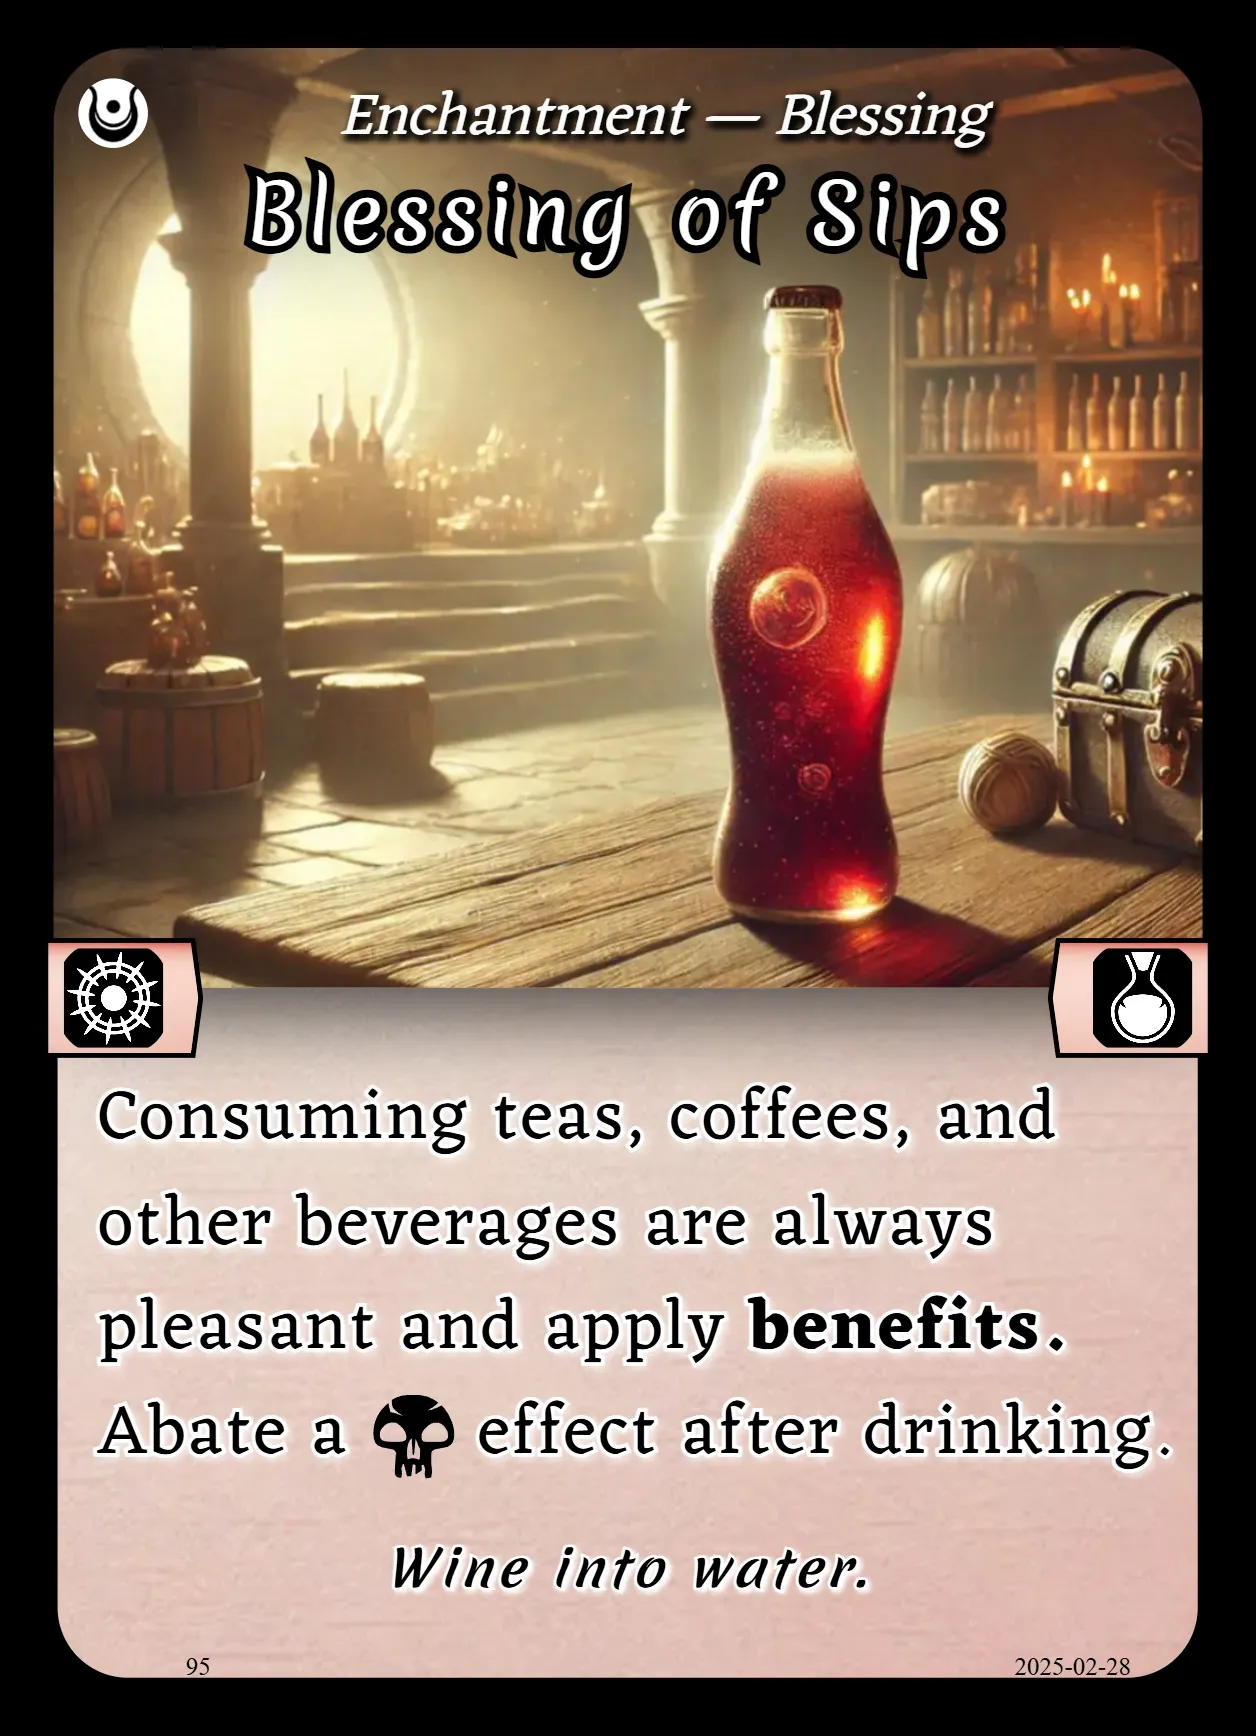 Enchantment — Blessing
Blessing of Sips
Consuming teas, coffees, and
other beverages are always
pleasant and apply benefits.
Abate a effect after drinking.
Wine into water.
95
2025-02-28